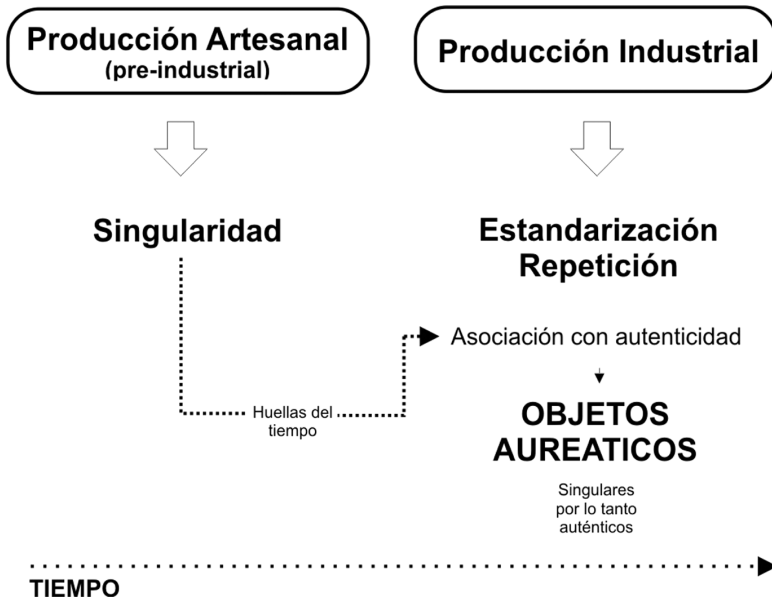 Producción Artesanal
(pre-industrial)
Producción Industrial
Singularidad
Estandarización
Repetición
Asociación con autenticidad
Huellas del
tiempo
OBJETOS
AUREATICOS
Singulares
por lo tanto
auténticos
TIEMPO